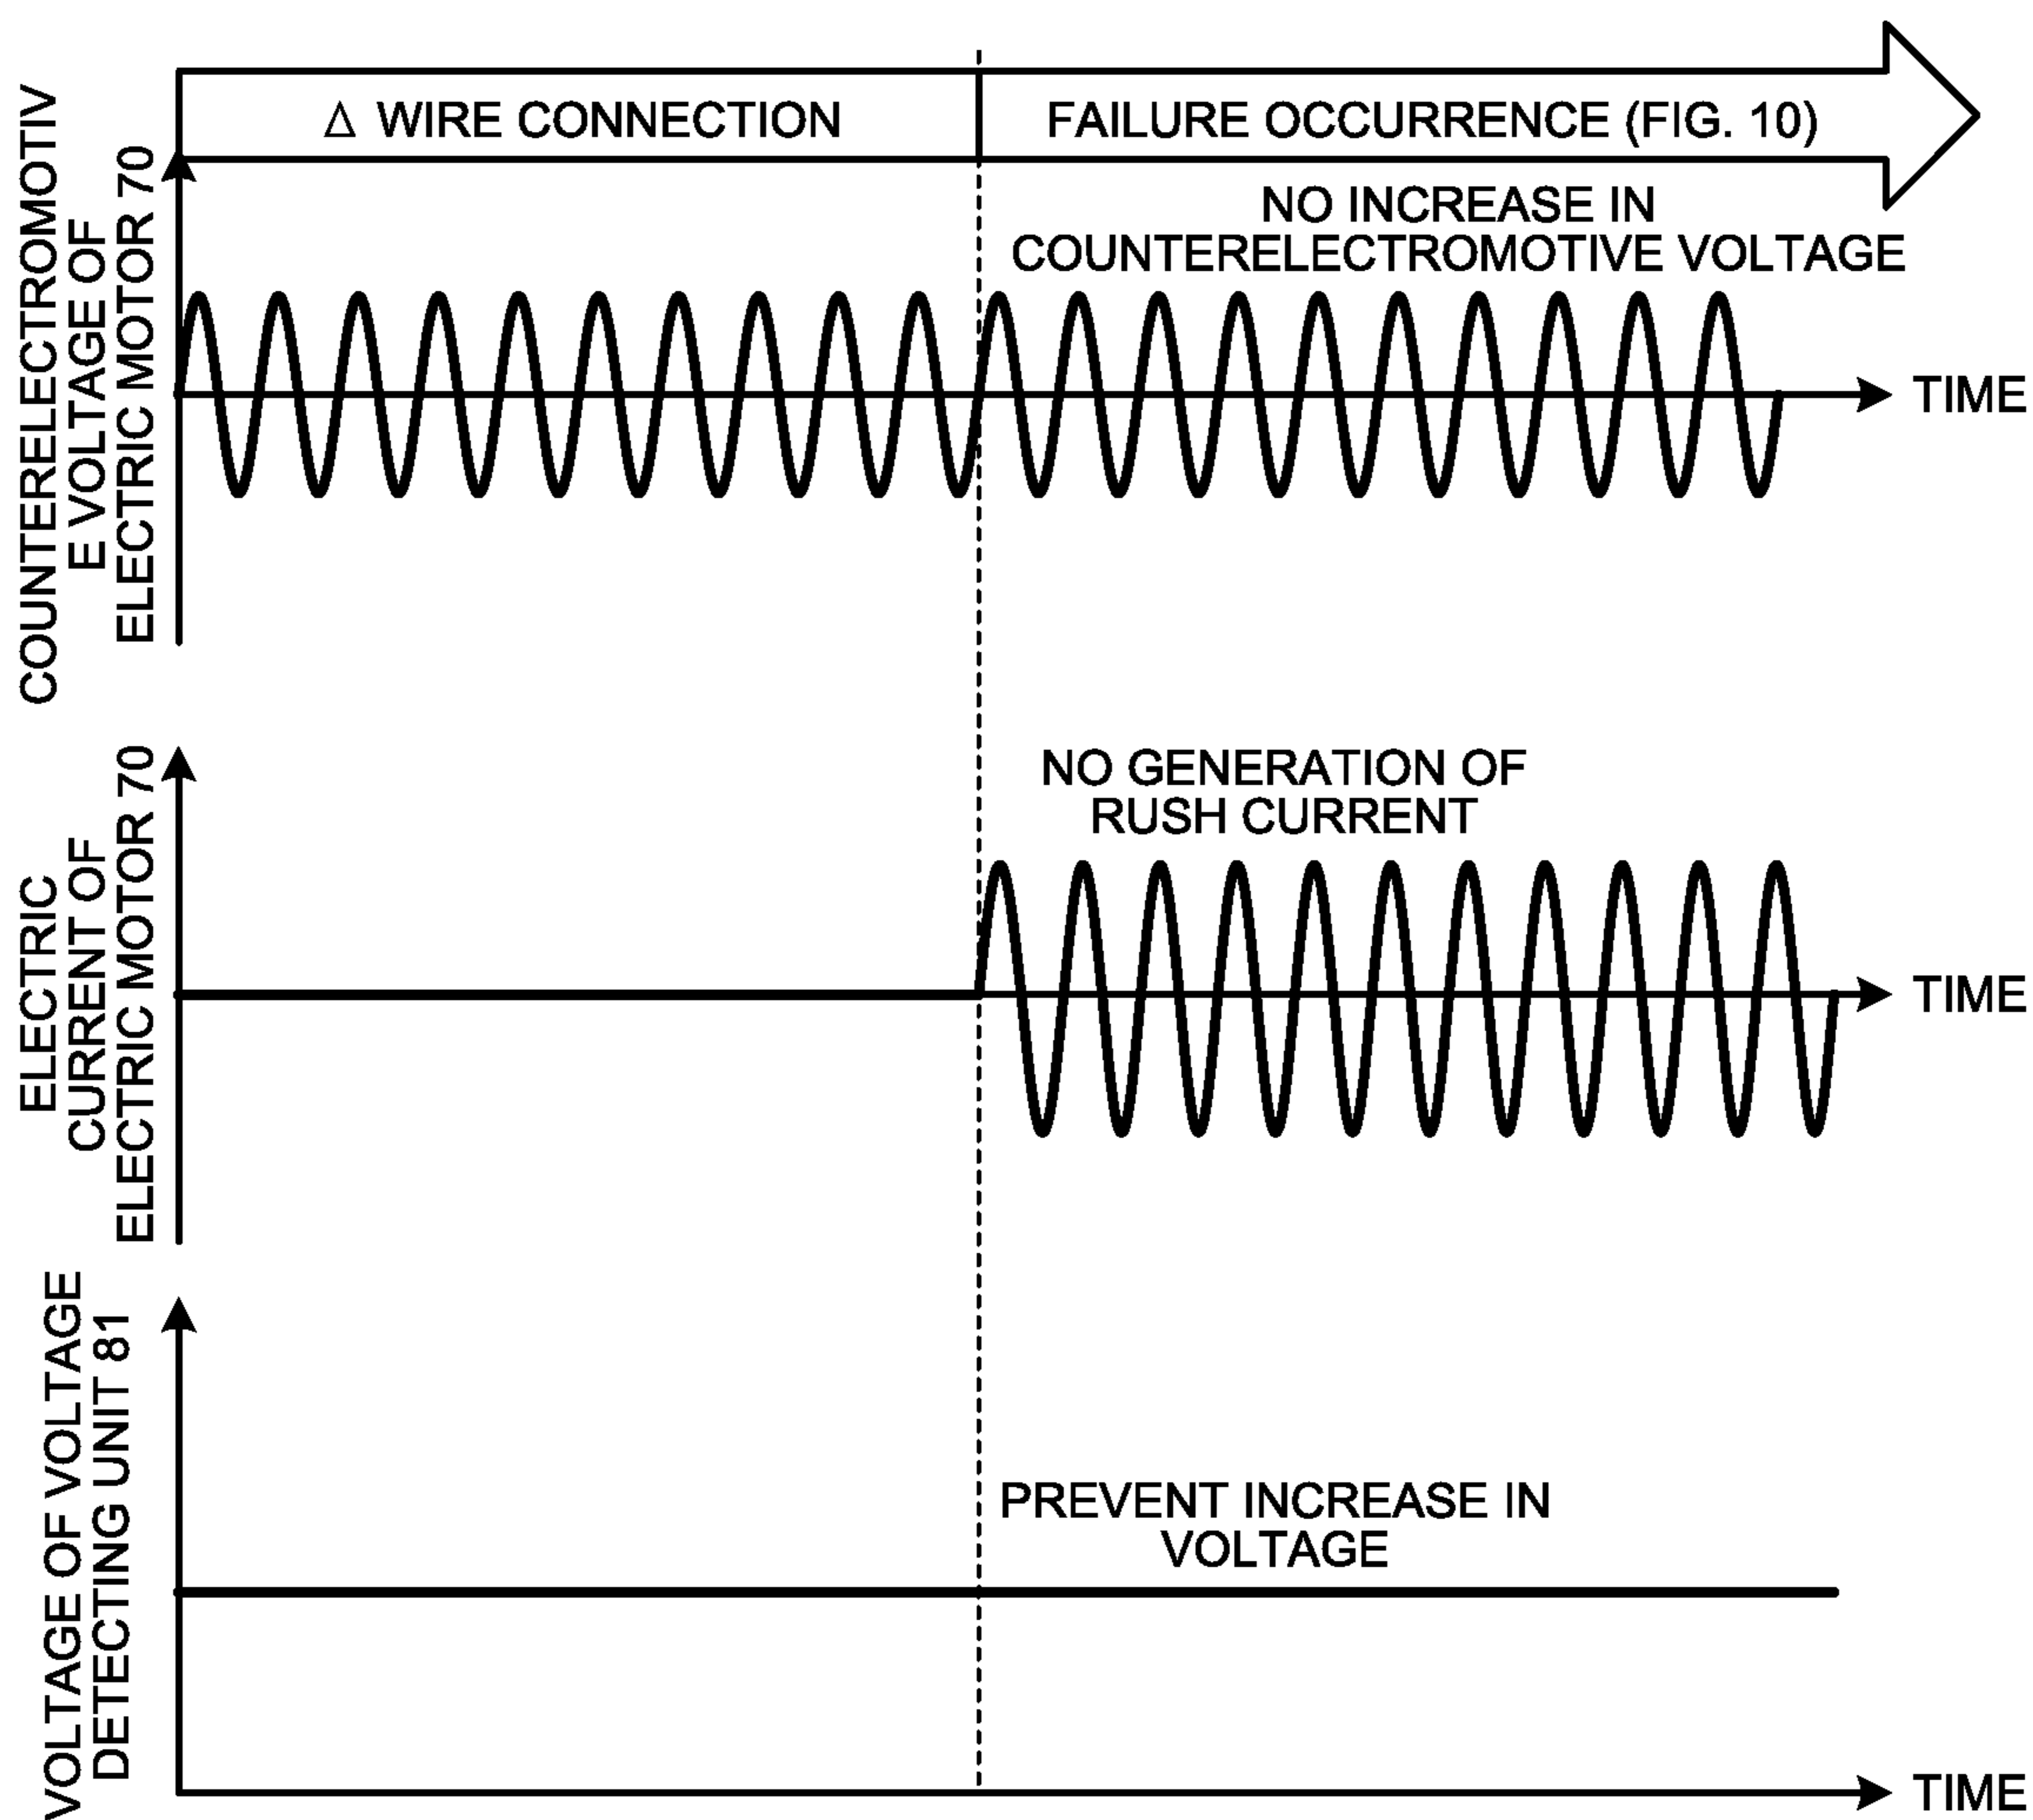 Δ WIRE CONNECTION
FAILURE OCCURRENCE (FIG. 10)
COUNTERELECTROMOTIV
E VOLTAGE OF
ELECTRIC MOTOR 70
NO INCREASE IN
COUNTERELECTROMOTIVE VOLTAGE
TIME
ELECTRIC
CURRENT OF
ELECTRIC MOTOR 70
NO GENERATION OF
RUSH CURRENT
TIME
VOLTAGE OF VOLTAGE
DETECTING UNIT 81
PREVENT INCREASE IN
VOLTAGE
TIME